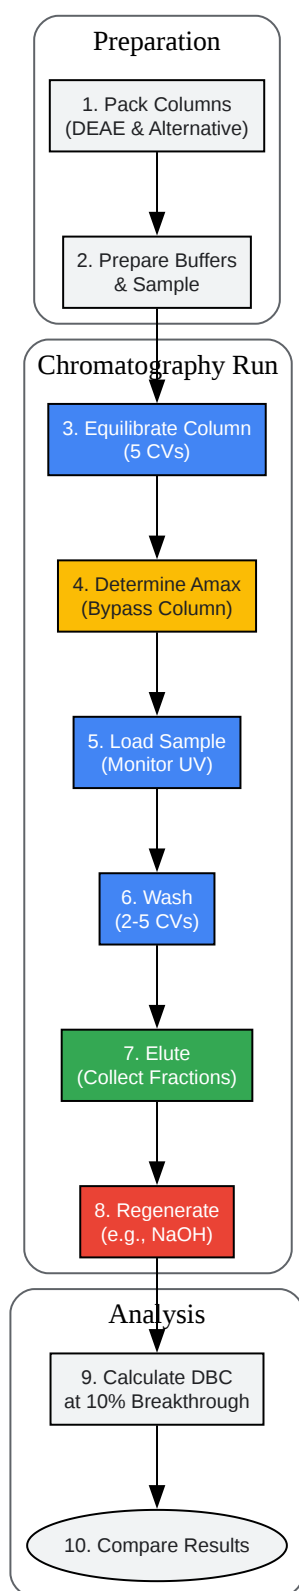 Preparation
1. Pack Columns
(DEAE & Alternative)
2. Prepare Buffers
& Sample
Chromatography Run
3. Equilibrate Column
(5 CVs)
4. Determine Amax
(Bypass Column)
5. Load Sample
(Monitor UV)
6. Wash
(2-5 CVs)
7. Elute
(Collect Fractions)
8. Regenerate
(e.g., NaOH)
Analysis
9. Calculate DBC
at 10% Breakthrough
10. Compare Results